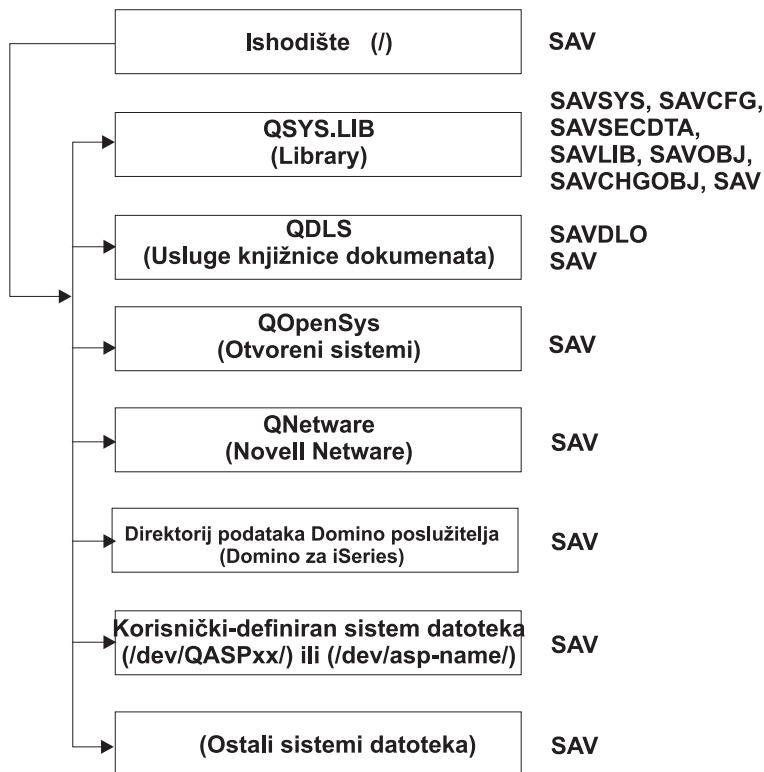 Ishodište (/)
SAV
QSYS.LIB
(Library)
SAVSYS, SAVCFG,
SAVSECDTA,
SAVLIB, SAVOBJ,
SAVCHGOBJ, SAV
QDLS
(Usluge knjižnice dokumenata)
SAVDLO
SAV
QOpenSys
(Otvoreni sistemi)
SAV
QNetware
(Novell Netware)
SAV
Direktorij podataka Domino poslužitelja
(Domino za iSeries)
SAV
Korisnički-definiran sistem datoteka
(/dev/QASPxx/) ili (/dev/asp-name/)
SAV
(Ostali sistemi datoteka)
SAV